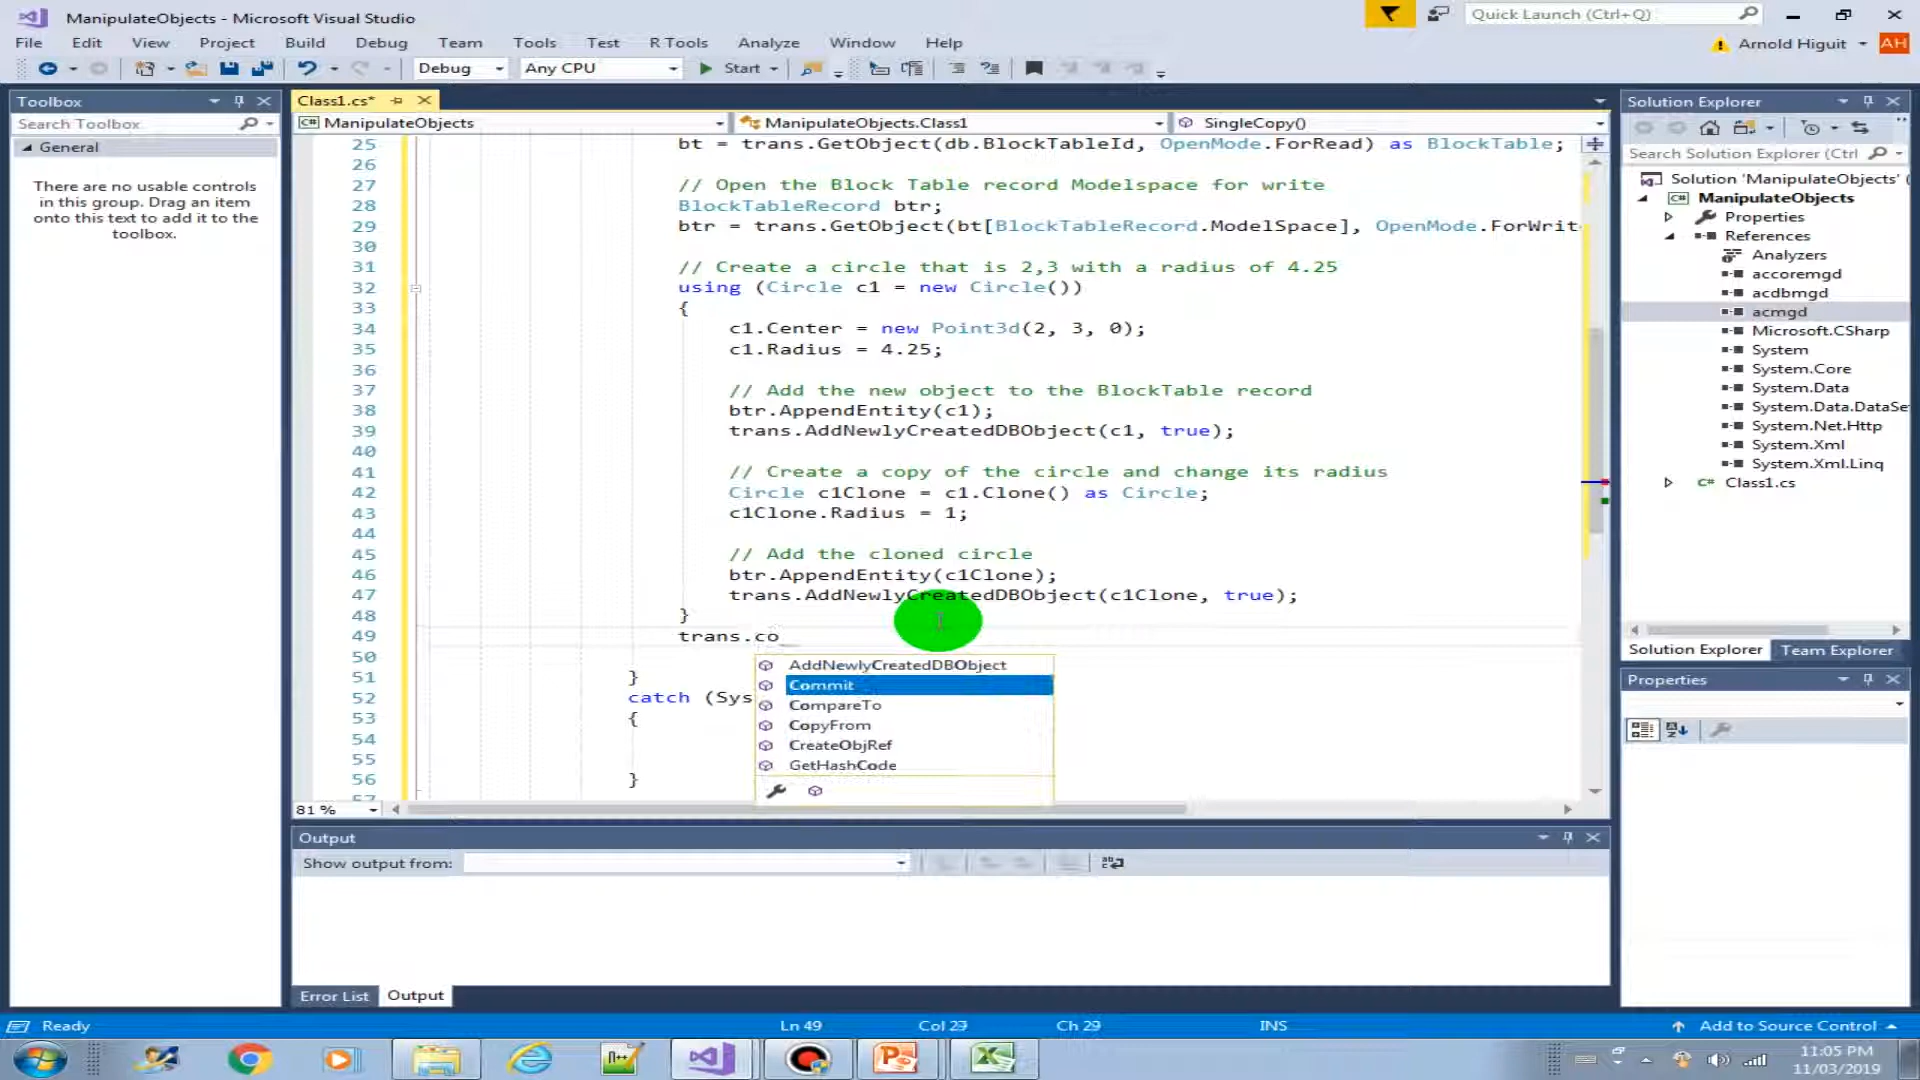 ManipulateObjects - Microsoft Visual Studio
Quick Launch (Ctrl+Q)
File Edit View Project Build Debug Team Tools Test R Tools Analyze Window Help
Arnold Higuit AH
Debug Any CPU Start
Toolbox
Search Toolbox
General
There are no usable controls
in this group. Drag an item
onto this text to add it to the
toolbox.
Class1.cs*
ManipulateObjects ManipulateObjects.Class1 SingleCopy()
25 bt = trans.GetObject(db.BlockTableId, OpenMode.ForRead) as BlockTable;
26
27 // Open the Block Table record Modelspace for write
28 BlockTableRecord btr;
29 btr = trans.GetObject(bt[BlockTableRecord.ModelSpace], OpenMode.ForWrit
30
31 // Create a circle that is 2,3 with a radius of 4.25
32 using (Circle c1 = new Circle())
33 {
34 c1.Center = new Point3d(2, 3, 0);
35 c1.Radius = 4.25;
36
37 // Add the new object to the BlockTable record
38 btr.AppendEntity(c1);
39 trans.AddNewlyCreatedDBObject(c1, true);
40
41 // Create a copy of the circle and change its radius
42 Circle c1Clone = c1.Clone() as Circle;
43 c1Clone.Radius = 1;
44
45 // Add the cloned circle
46 btr.AppendEntity(c1Clone);
47 trans.AddNewlyCreatedDBObject(c1Clone, true);
48 }
49 trans.co
50
51 }
52 catch (Sys
53 {
54
55
56 }
57
AddNewlyCreatedDBObject
Commit
CompareTo
CopyFrom
CreateObjRef
GetHashCode
81 %
Output
Show output from:
Error List Output
Solution Explorer
Search Solution Explorer (Ctrl
Solution 'ManipulateObjects' (
C# ManipulateObjects
Properties
References
Analyzers
accoremgd
acdbmgd
acmgd
Microsoft.CSharp
System
System.Core
System.Data
System.Data.DataSe
System.Net.Http
System.Xml
System.Xml.Linq
C# Class1.cs
Solution Explorer Team Explorer
Properties
Ready Ln 49 Col 23 Ch 29 INS Add to Source Control
11:05 PM
11/03/2019